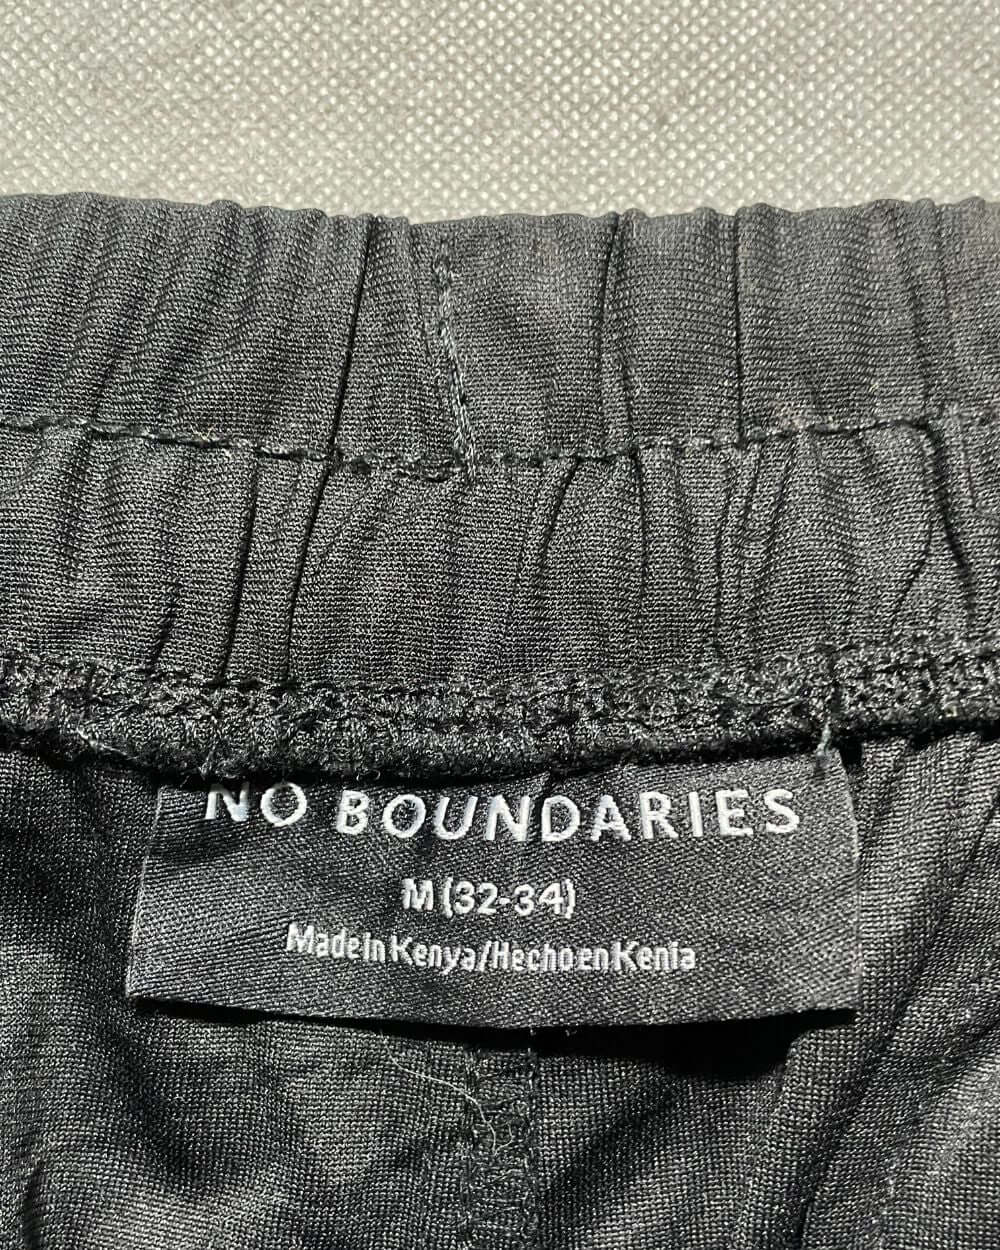 NO BOUNDARIES
M (32-34)
Made in Kenya/Hecho en Kenia